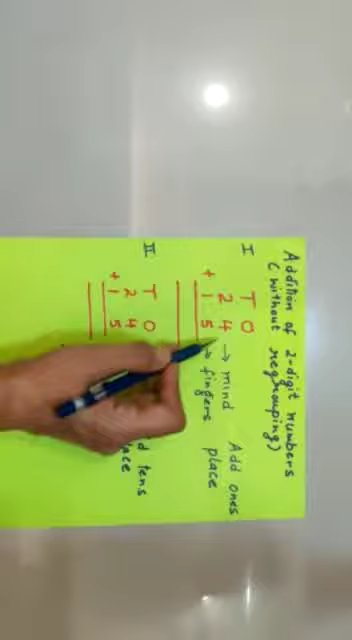 Addition of 2-digit numbers
(without regrouping)
I T O
2 4 → mind Add ones
+ 1 5 → fingers place
II T O
2 4 tens
+ 1 5